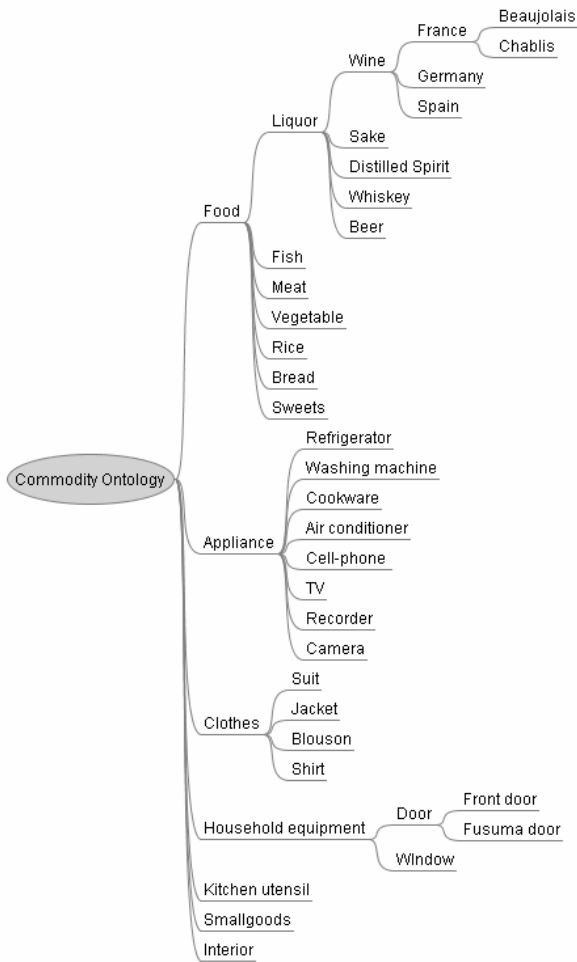 Beaujolais
France
Chablis
Wine
Germany
Spain
Liquor
Sake
Distilled Spirit
Whiskey
Beer
Food
Fish
Meat
Vegetable
Rice
Bread
Sweets
Commodity Ontology
Refrigerator
Washing machine
Cookware
Air conditioner
Appliance
Cell-phone
TV
Recorder
Camera
Suit
Jacket
Clothes
Blouson
Shirt
Front door
Door
Household equipment
Fusuma door
WIndow
Kitchen utensil
Smallgoods
Interior